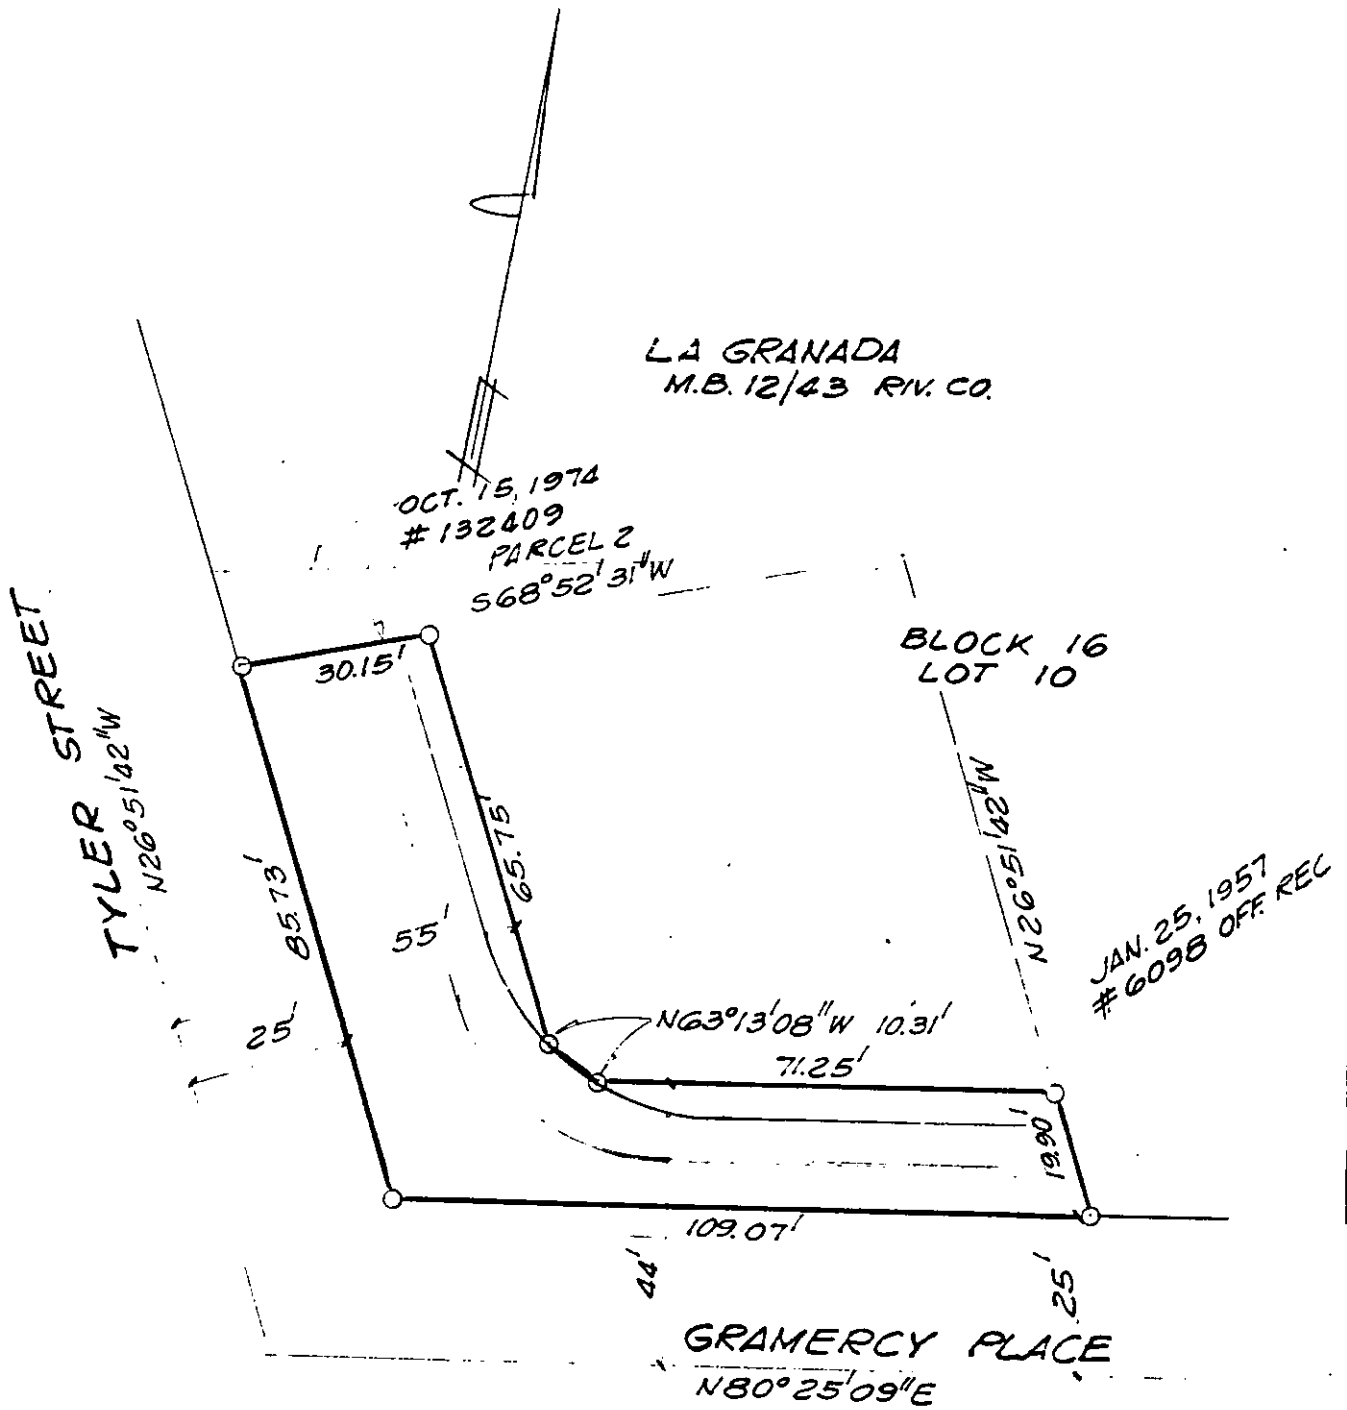 LA GRANADA
M.B. 12/43 RIV. CO.
OCT. 15, 1974
# 132409
PARCEL 2
S68°52'31"W
30.15'
BLOCK 16
LOT 10
TYLER STREET
N26°51'42"W
85.73'
65.75'
55'
25'
N26°51'42"W
JAN. 25, 1957
# 6098 OFF. REC
N63°13'08"W 10.31'
71.25'
19.90'
109.07'
44'
25'
GRAMERCY PLACE
N80°25'09"E